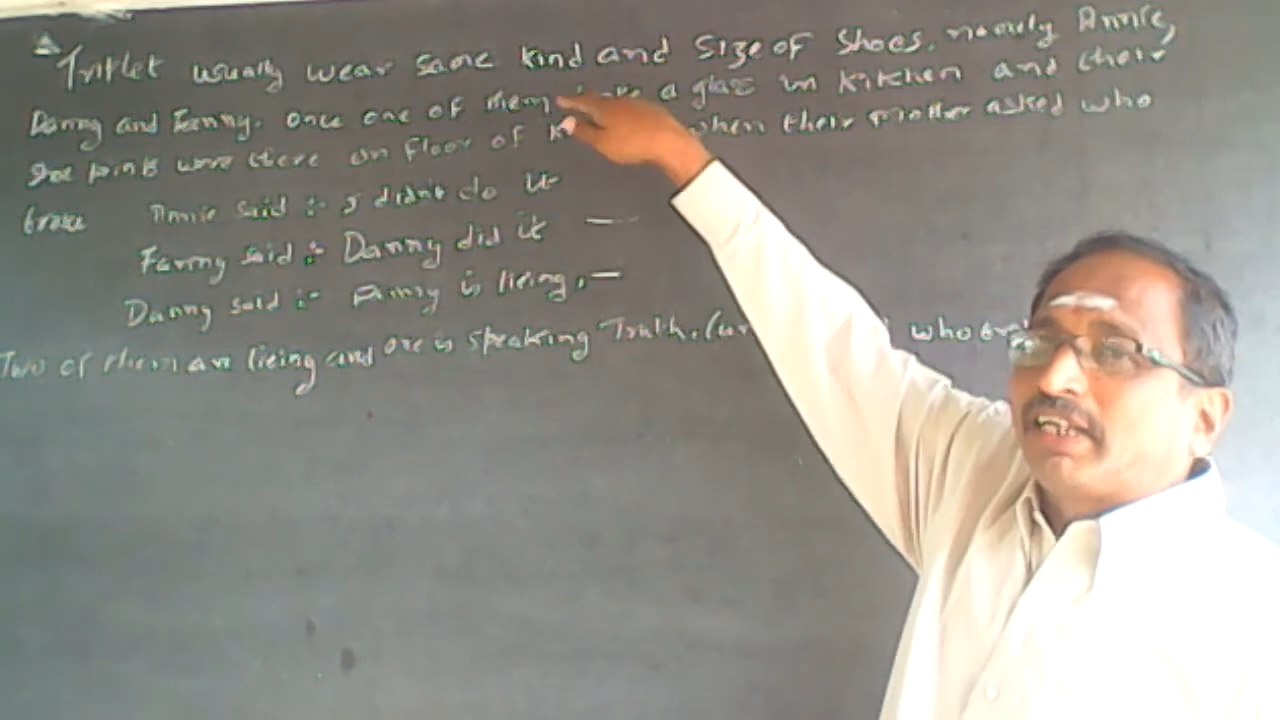 Triplet usually wear same kind and Size of Shoes. namely Annie,
Danny and Fanny. Once one of them a glass in Kitchen and their
were there on Floor of when their mother asked who
broke Annie said :- I didn't do it
Fanny said :- Danny did it —
Danny said :- Fanny is lieing. —
Two of them are lieing and one is speaking Truth. who